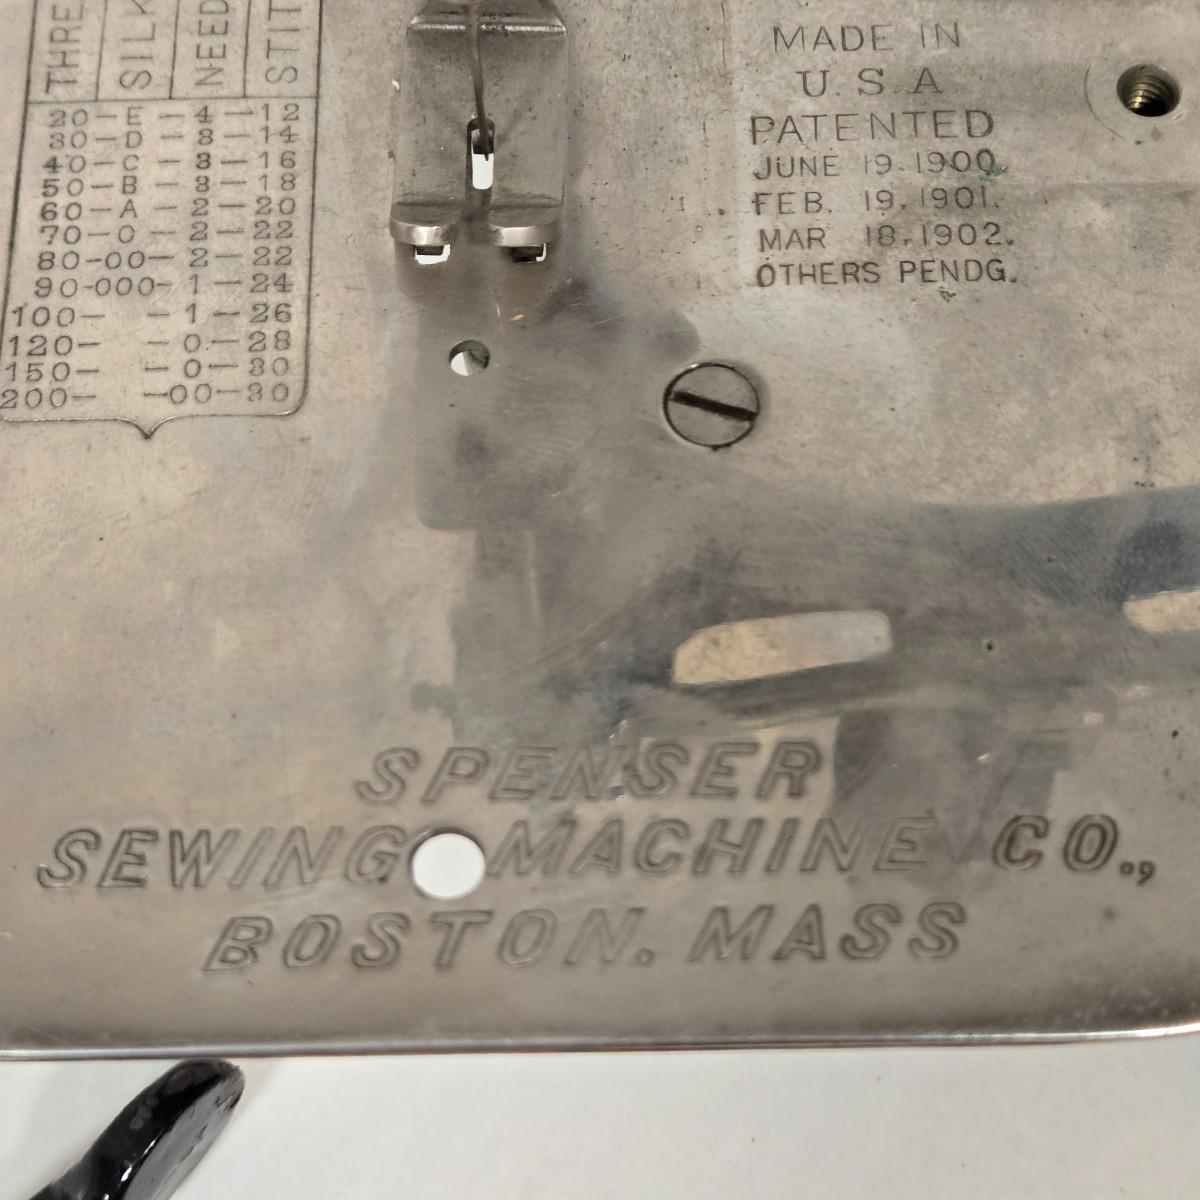 THRE
SILK
NEED
STIT
20-E-4-12
30-D-3-14
40-C-3-16
50-B-3-18
60-A-2-20
70-0-2-22
80-00-2-22
90-000-1-24
100- -1-26
120- -0-28
150- -0-30
200- -00-30
MADE IN
U.S.A
PATENTED
JUNE 19.1900.
FEB. 19.1901.
MAR 18.1902.
OTHERS PENDG.
SPENSER
SEWING MACHINE CO.,
BOSTON. MASS